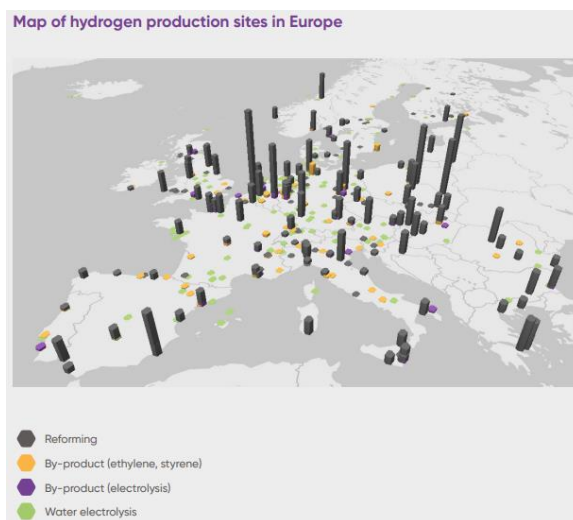 Map of hydrogen production sites in Europe
Reforming
By-product (ethylene, styrene)
By-product (electrolysis)
Water electrolysis